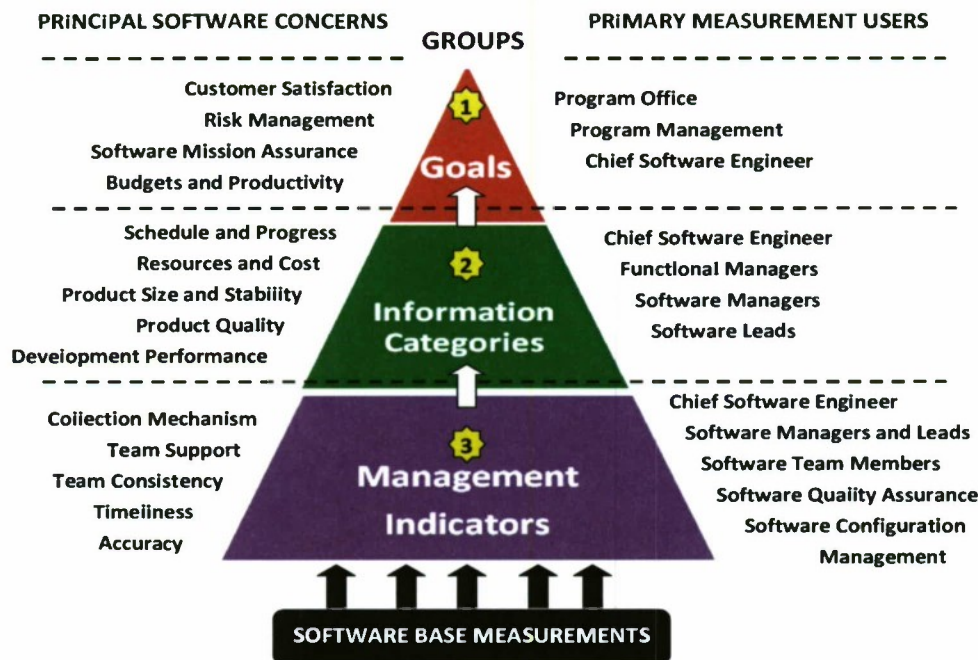 PRiNCiPAL SOFTWARE CONCERNS
GROUPS
PRiMARY MEASUREMENT USERS
Customer Satisfaction
Risk Management
Software Mission Assurance
Budgets and Productivity
1
Goals
Program Office
Program Management
Chief Software Engineer
Schedule and Progress
Resources and Cost
Product Size and Stability
Product Quality
Development Performance
2
Information
Categories
Chief Software Engineer
Functional Managers
Software Managers
Software Leads
Collection Mechanism
Team Support
Team Consistency
Timeliness
Accuracy
3
Management
Indicators
Chief Software Engineer
Software Managers and Leads
Software Team Members
Software Quality Assurance
Software Configuration
Management
SOFTWARE BASE MEASUREMENTS